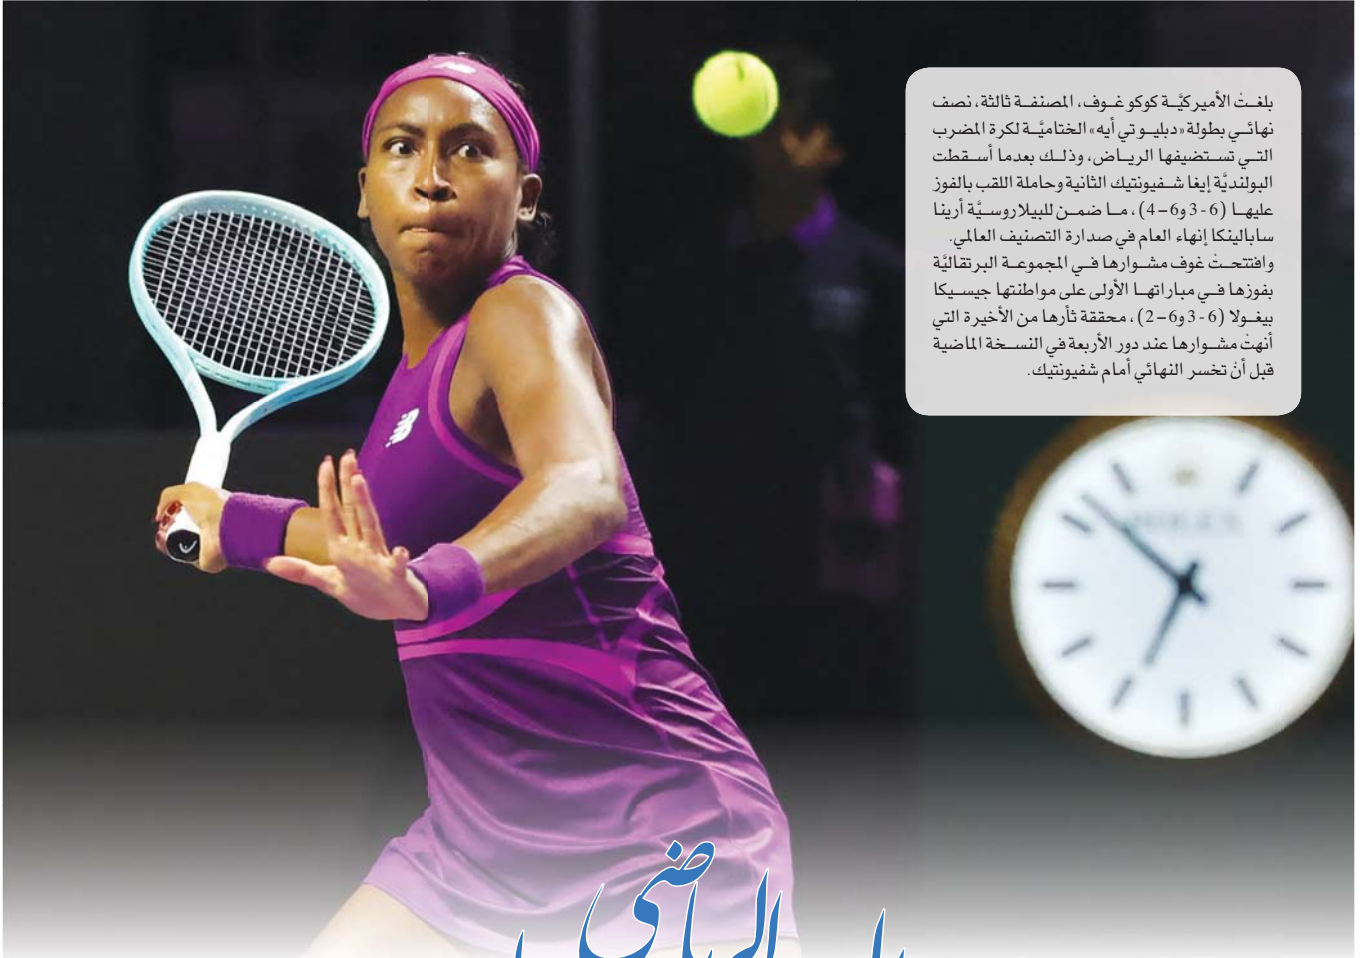 بلغتْ الأميركيَّة كوكو غوف، المصنفة ثالثة، نصف
نهائي بطولة «دبليو تي أيه» الختاميَّة لكرة المضرب
التي تستضيفها الرياض، وذلك بعدما أسقطت
البولنديَّة إيغا شفيونتيك الثانية وحاملة اللقب بالفوز
عليها (6-3 و6–4)، ما ضمن للبيلاروسيَّة أرينا
سابالينكا إنهاء العام في صدارة التصنيف العالمي.
وافتتحتْ غوف مشوارها في المجموعة البرتقاليَّة
بفوزها في مباراتها الأولى على مواطنتها جيسيكا
بيغولا (6-3 و6–2)، محققة ثأرها من الأخيرة التي
أنهتْ مشوارها عند دور الأربعة في النسخة الماضية
قبل أنْ تخسر النهائي أمام شفيونتيك.
ROLEX
الرياضي